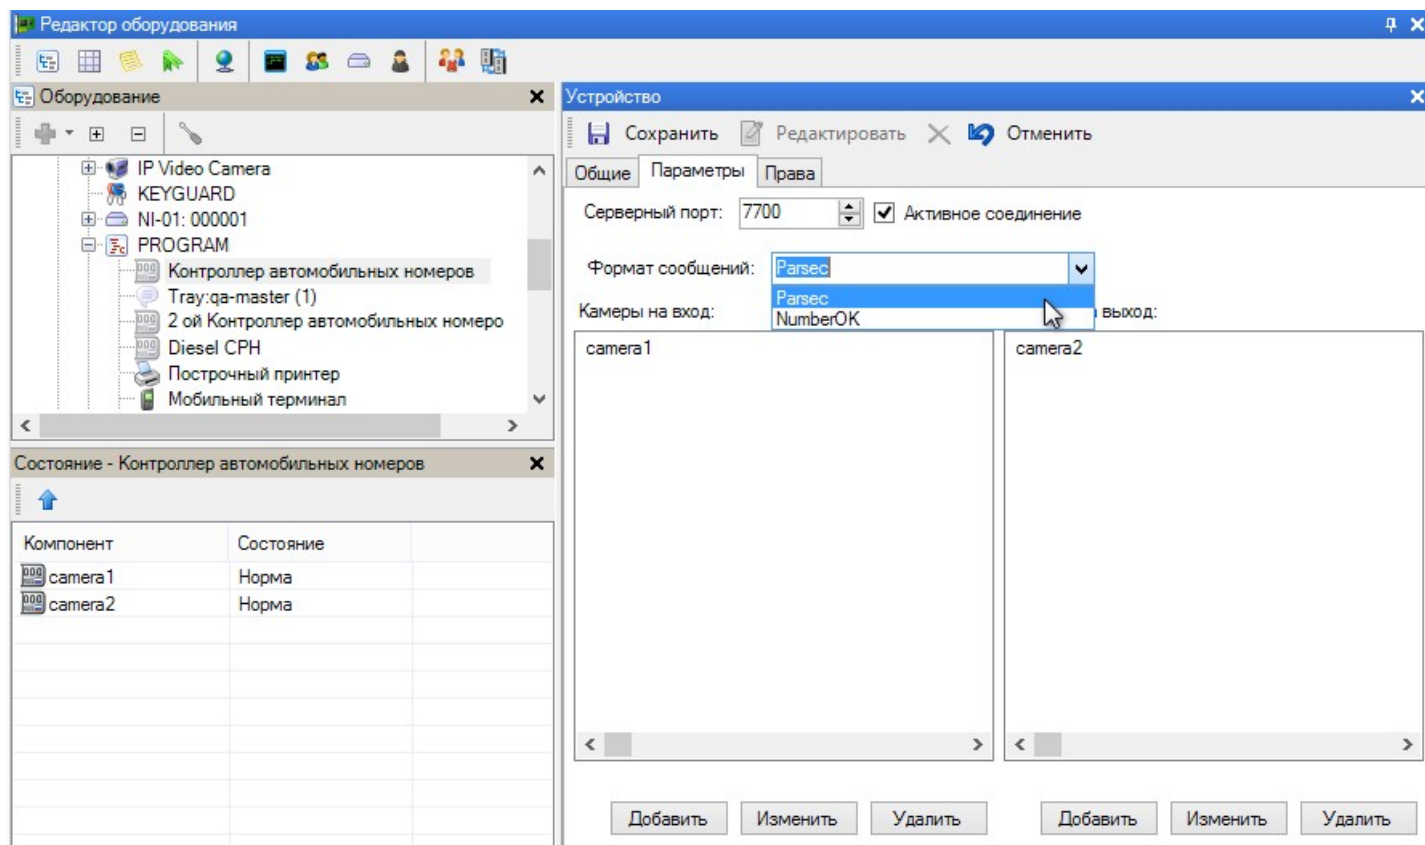 Редактор оборудования
Оборудование
IP Video Camera
KEYGUARD
NI-01: 000001
PROGRAM
Контроллер автомобильных номеров
Tray:qa-master (1)
2 ой Контроллер автомобильных номеро
Diesel CPH
Построчный принтер
Мобильный терминал
Состояние - Контроллер автомобильных номеров
Компонент Состояние
camera1 Норма
camera2 Норма
Устройство
Сохранить Редактировать Отменить
Общие Параметры Права
Серверный порт: 7700 Активное соединение
Формат сообщений: Parsec
Parsec
NumberOK
Камеры на вход: выход:
camera1 camera2
Добавить Изменить Удалить Добавить Изменить Удалить